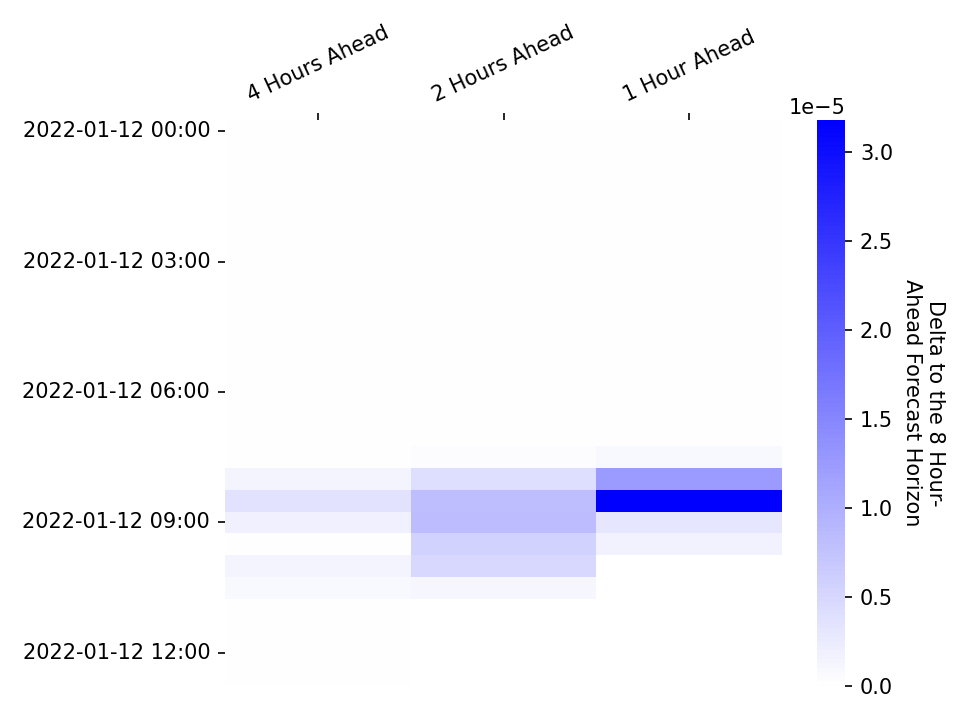 4 Hours Ahead
2 Hours Ahead
1 Hour Ahead
1e−5
2022-01-12 00:00
2022-01-12 03:00
2022-01-12 06:00
2022-01-12 09:00
2022-01-12 12:00
3.0
2.5
2.0
1.5
1.0
0.5
0.0
Delta to the 8 Hour-
Ahead Forecast Horizon